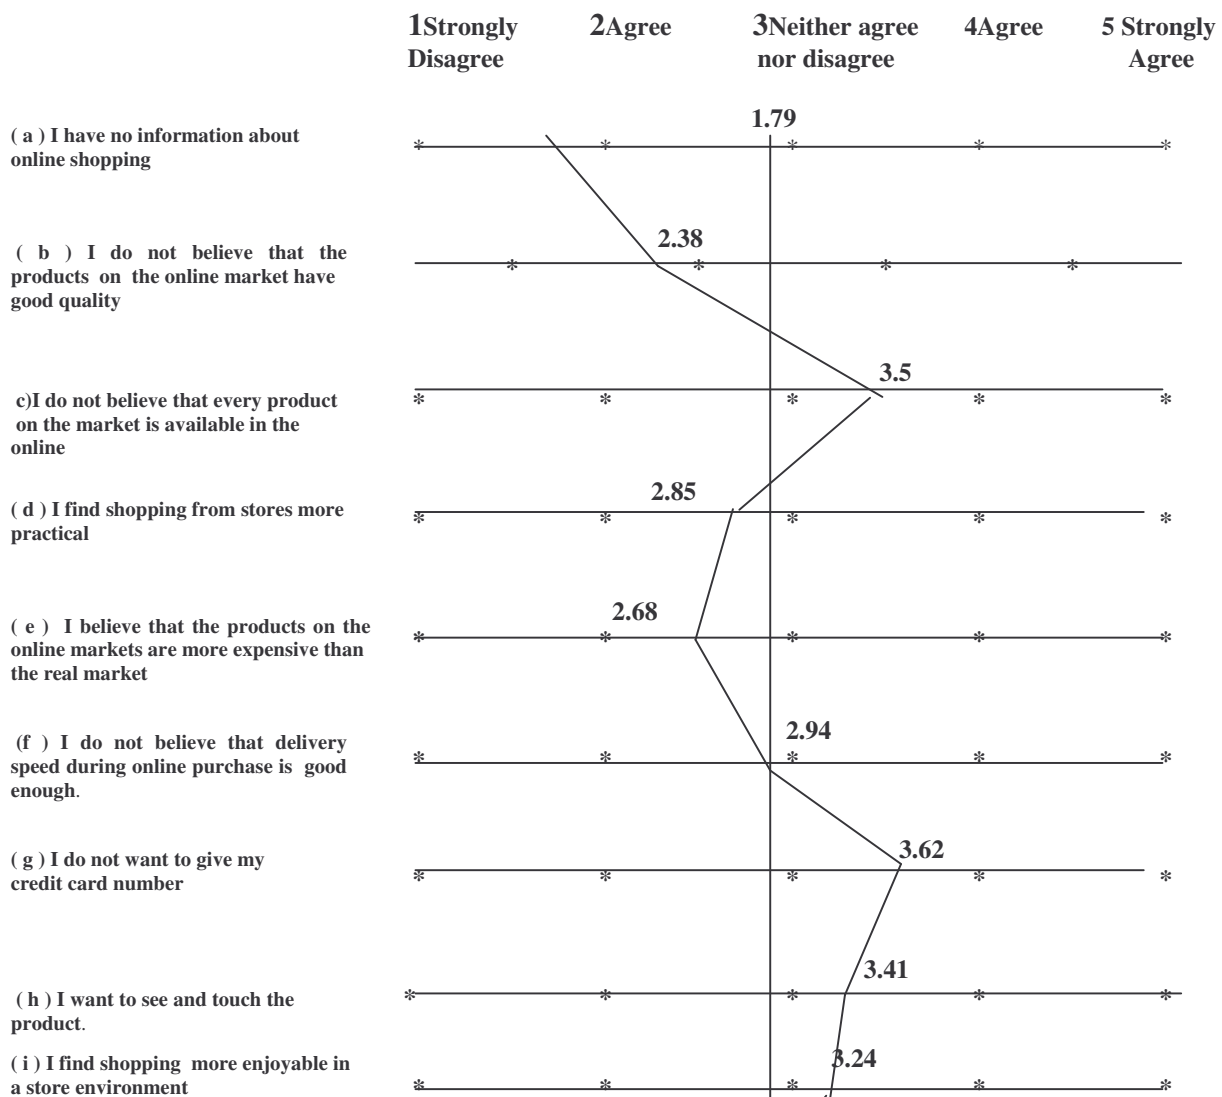 1Strongly Disagree
2Agree
3Neither agree nor disagree
4Agree
5 Strongly Agree
1.79
( a ) I have no information about
online shopping
* * * * *
2.38
( b ) I do not believe that the
products on the online market have
good quality
* * * *
3.5
c)I do not believe that every product
on the market is available in the
online
* * * * *
2.85
( d ) I find shopping from stores more
practical
* * * * *
2.68
( e ) I believe that the products on the
online markets are more expensive than
the real market
* * * * *
2.94
(f ) I do not believe that delivery
speed during online purchase is good
enough.
* * * * *
3.62
( g ) I do not want to give my
credit card number
* * * * *
3.41
( h ) I want to see and touch the
product.
* * * * *
3.24
( i ) I find shopping more enjoyable in
a store environment
* * * * *